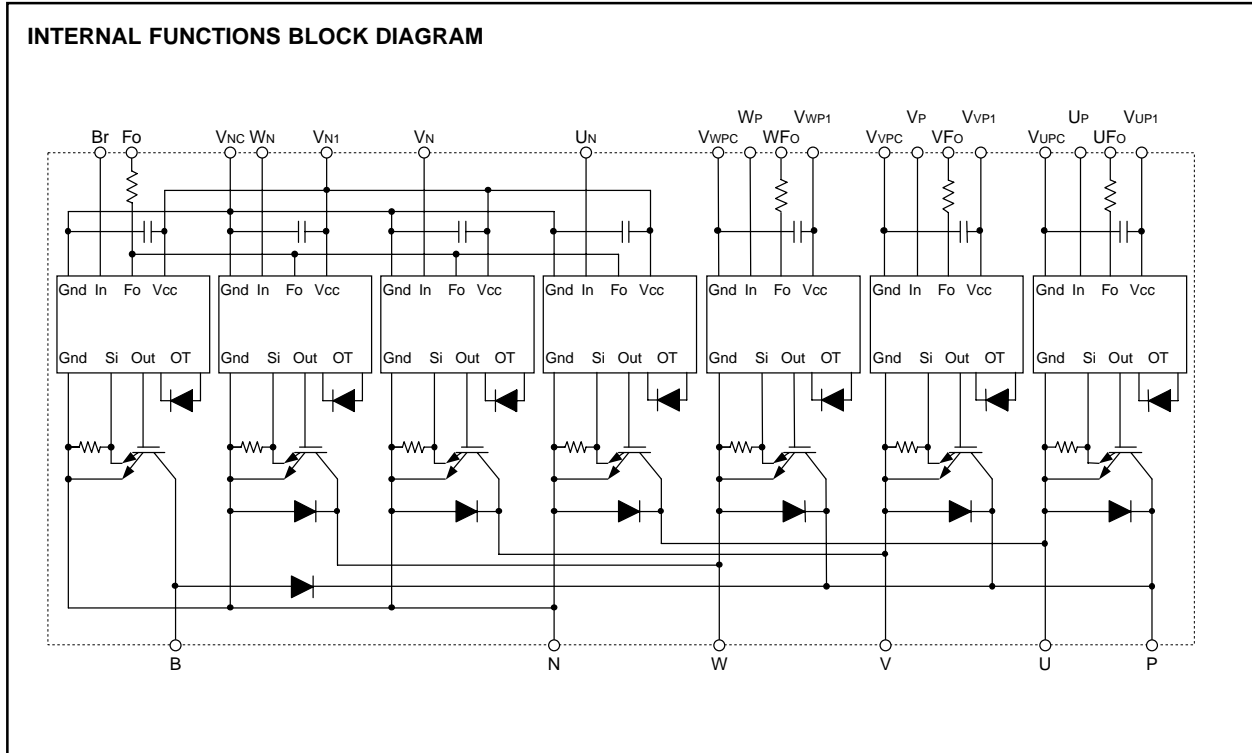 INTERNAL FUNCTIONS BLOCK DIAGRAM
WP VWP1 VP VVP1 UP VUP1
Br FO VNC WN VN1 VN UN VWPC WFO VVPC VFO VUPC UFO
Gnd In Fo Vcc Gnd In Fo Vcc Gnd In Fo Vcc Gnd In Fo Vcc Gnd In Fo Vcc Gnd In Fo Vcc Gnd In Fo Vcc
Gnd Si Out OT Gnd Si Out OT Gnd Si Out OT Gnd Si Out OT Gnd Si Out OT Gnd Si Out OT Gnd Si Out OT
B N W V U P